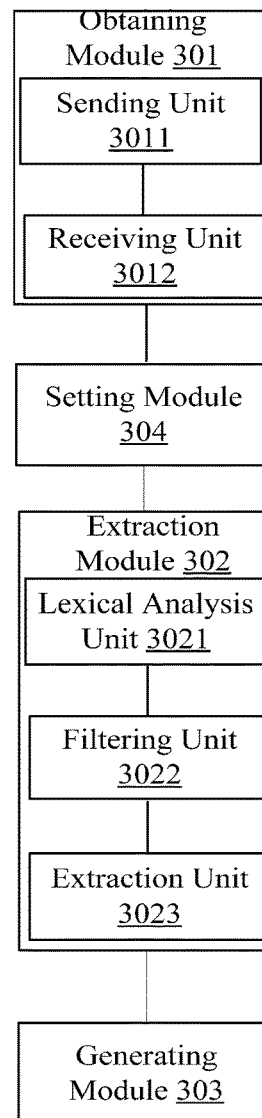 Obtaining
Module 301
Sending Unit
3011
Receiving Unit
3012
Setting Module
304
Extraction
Module 302
Lexical Analysis
Unit 3021
Filtering Unit
3022
Extraction Unit
3023
Generating
Module 303